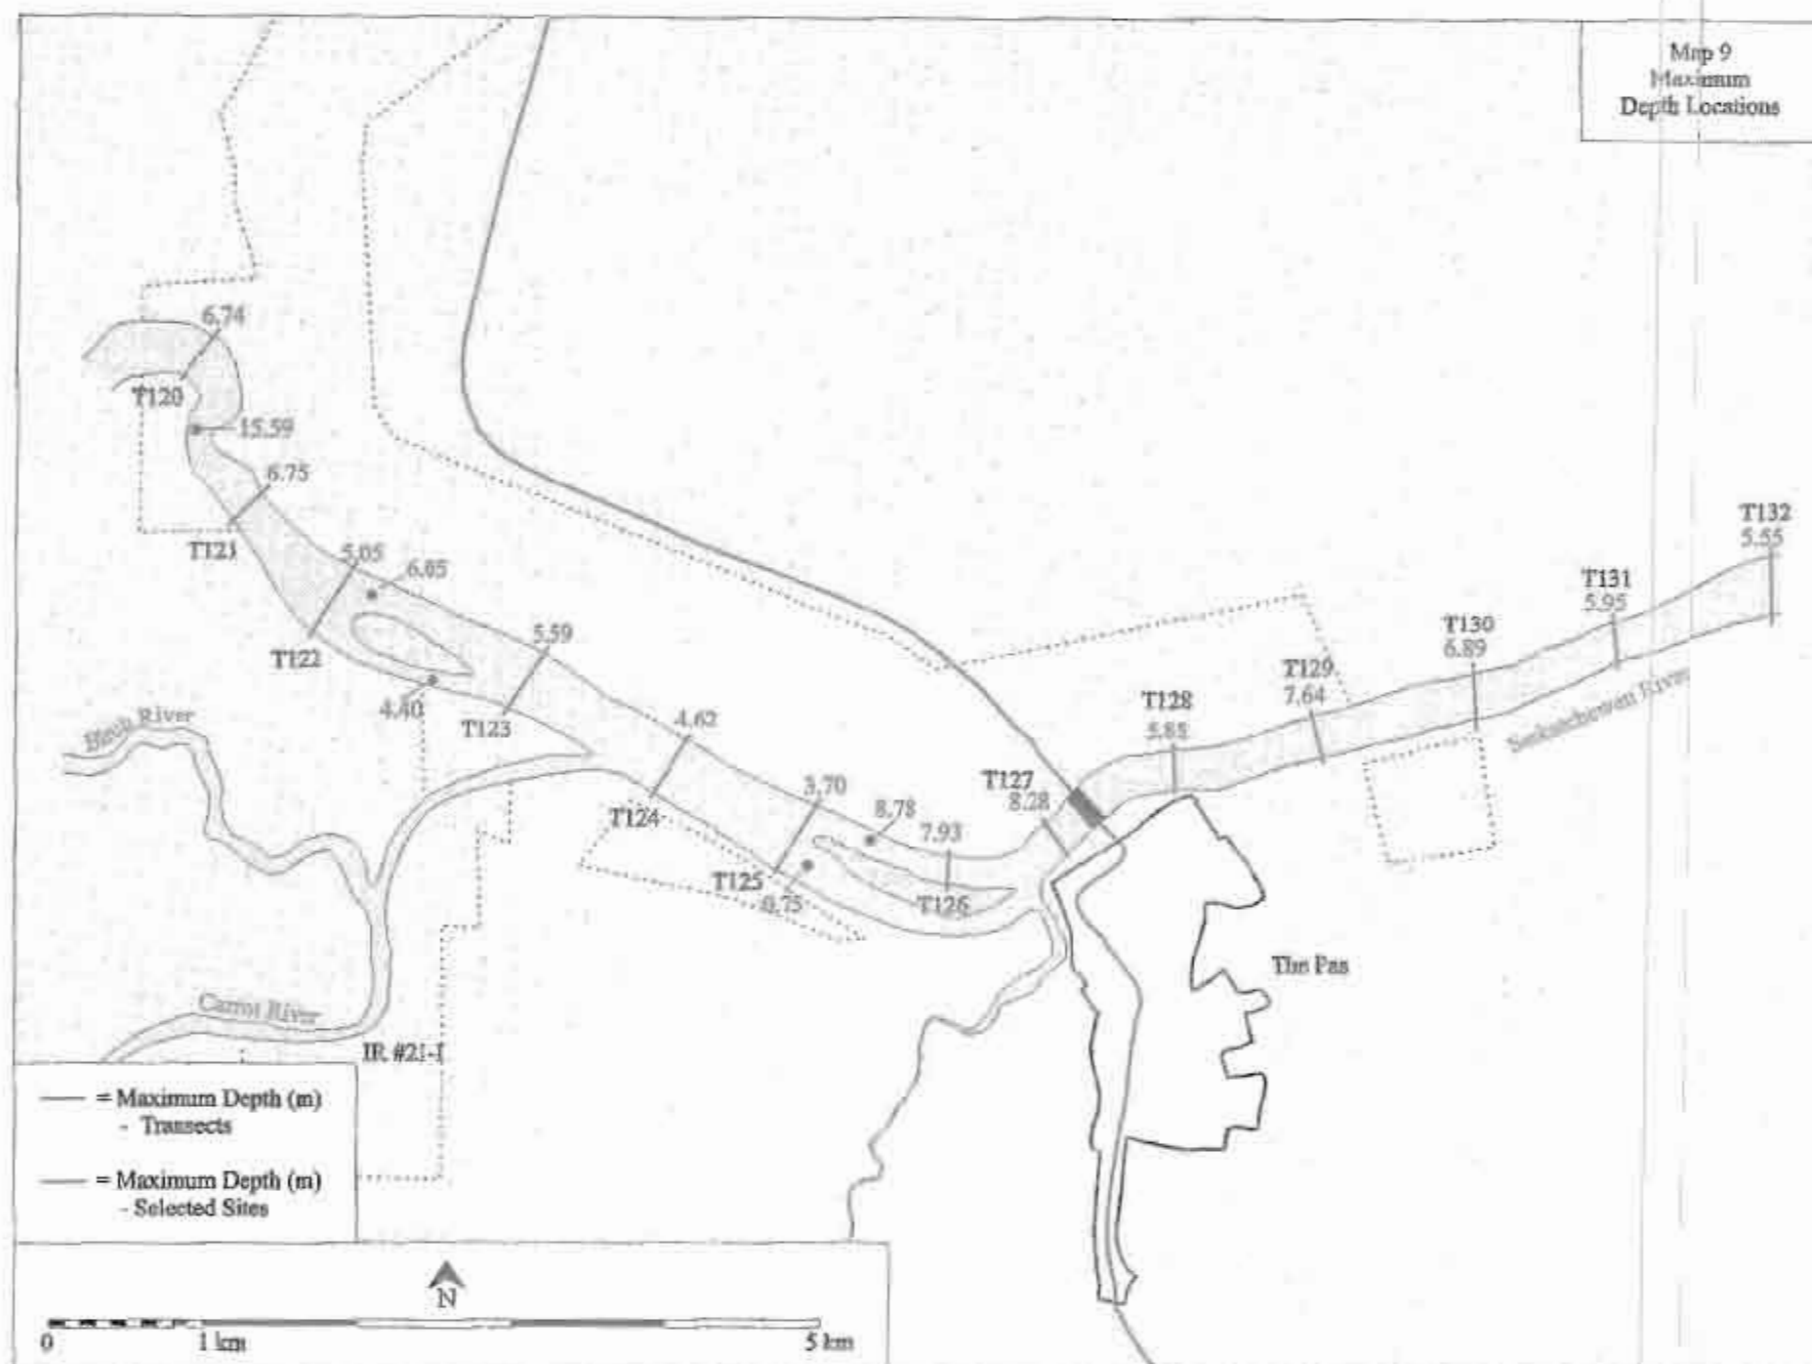 Map 9
Maximum
Depth Locations
6.74
T120
15.59
6.75
T121
5.05
6.85
T122
5.59
4.40
T123
Birch River
4.62
T124
3.70
8.78
7.93
T125
0.75
T126
T127
8.28
T128
5.88
T129
7.64
T130
6.89
T131
5.95
T132
5.55
Saskatchewan River
The Pas
Carrot River
IR #21-I
= Maximum Depth (m)
- Transects
= Maximum Depth (m)
- Selected Sites
N
0 1 km 5 km